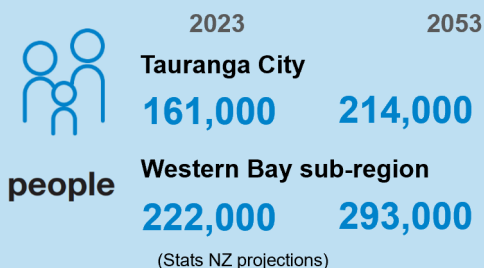 2023 2053
Tauranga City
161,000 214,000
people
Western Bay sub-region
222,000 293,000
(Stats NZ projections)